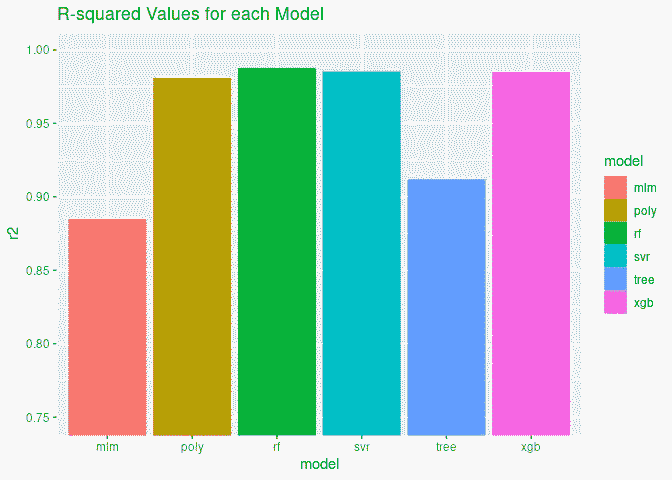 R-squared Values for each Model
1.00
0.95
0.90
0.85
0.80
0.75
r2
mlm poly rf svr tree xgb
model
model
mlm
poly
rf
svr
tree
xgb